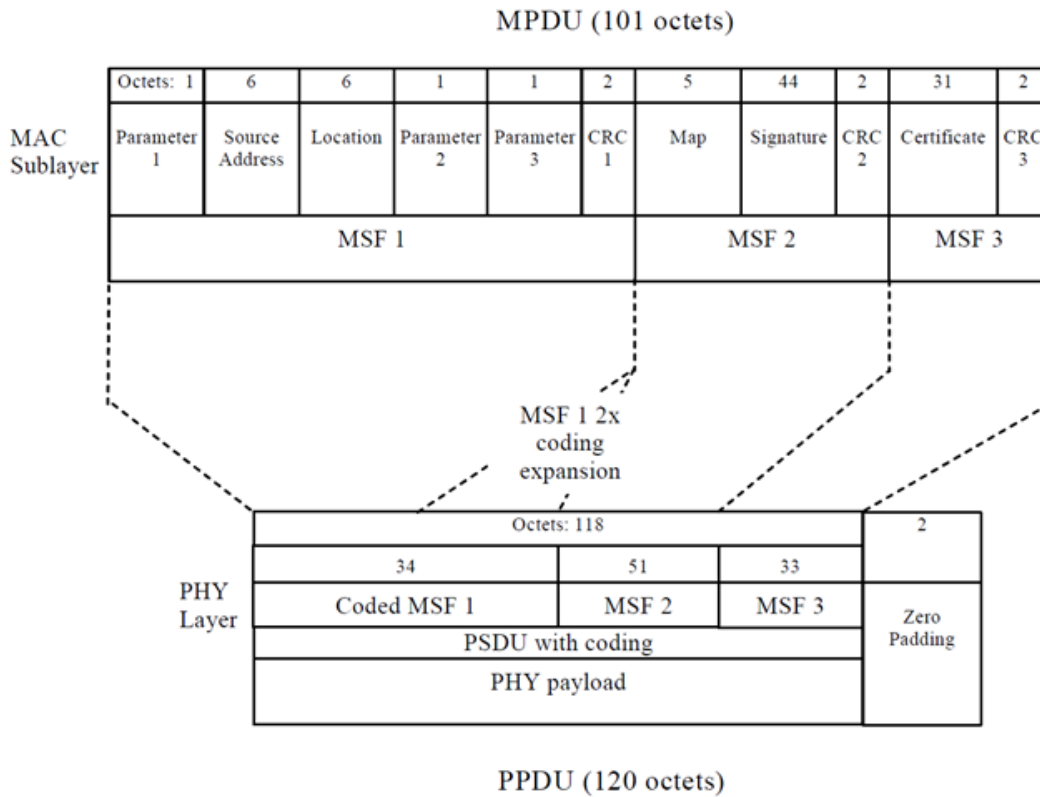 MPDU (101 octets)
Octets: 1 6 6 1 1 2 5 44 2 31 2
MAC
Sublayer
Parameter
1
Source
Address
Location
Parameter
2
Parameter
3
CRC
1
Map
Signature
CRC
2
Certificate
CRC
3
MSF 1 MSF 2 MSF 3
MSF 1 2x
coding
expansion
Octets: 118 2
34 51 33
PHY
Layer
Coded MSF 1 MSF 2 MSF 3
Zero
Padding
PSDU with coding
PHY payload
PPDU (120 octets)